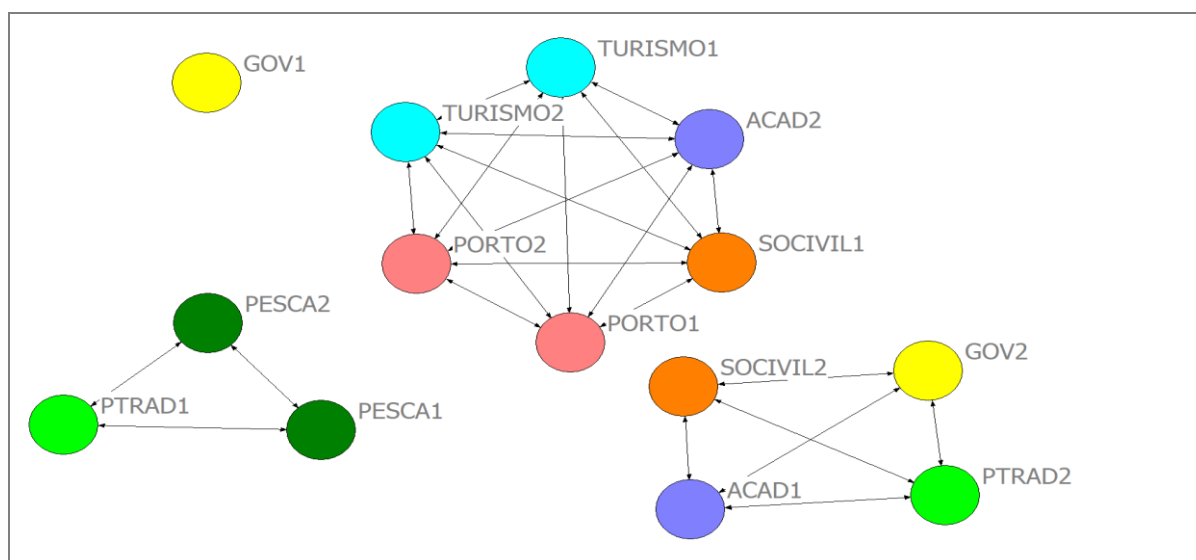 TURISMO1
GOV1
TURISMO2
ACAD2
PORTO2
SOCIVIL1
PESCA2
PORTO1
GOV2
SOCIVIL2
PTRAD1
PESCA1
PTRAD2
ACAD1